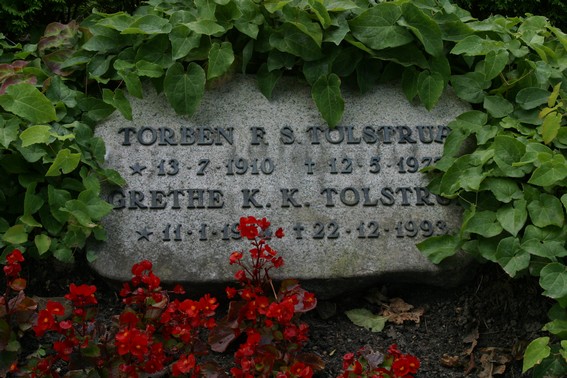 TORBEN F. S. TOLSTRUP
★ 13. 7. 1910 † 12. 5.
GRETHE K. K.
★ 11. 1. † 22. 12. 1993